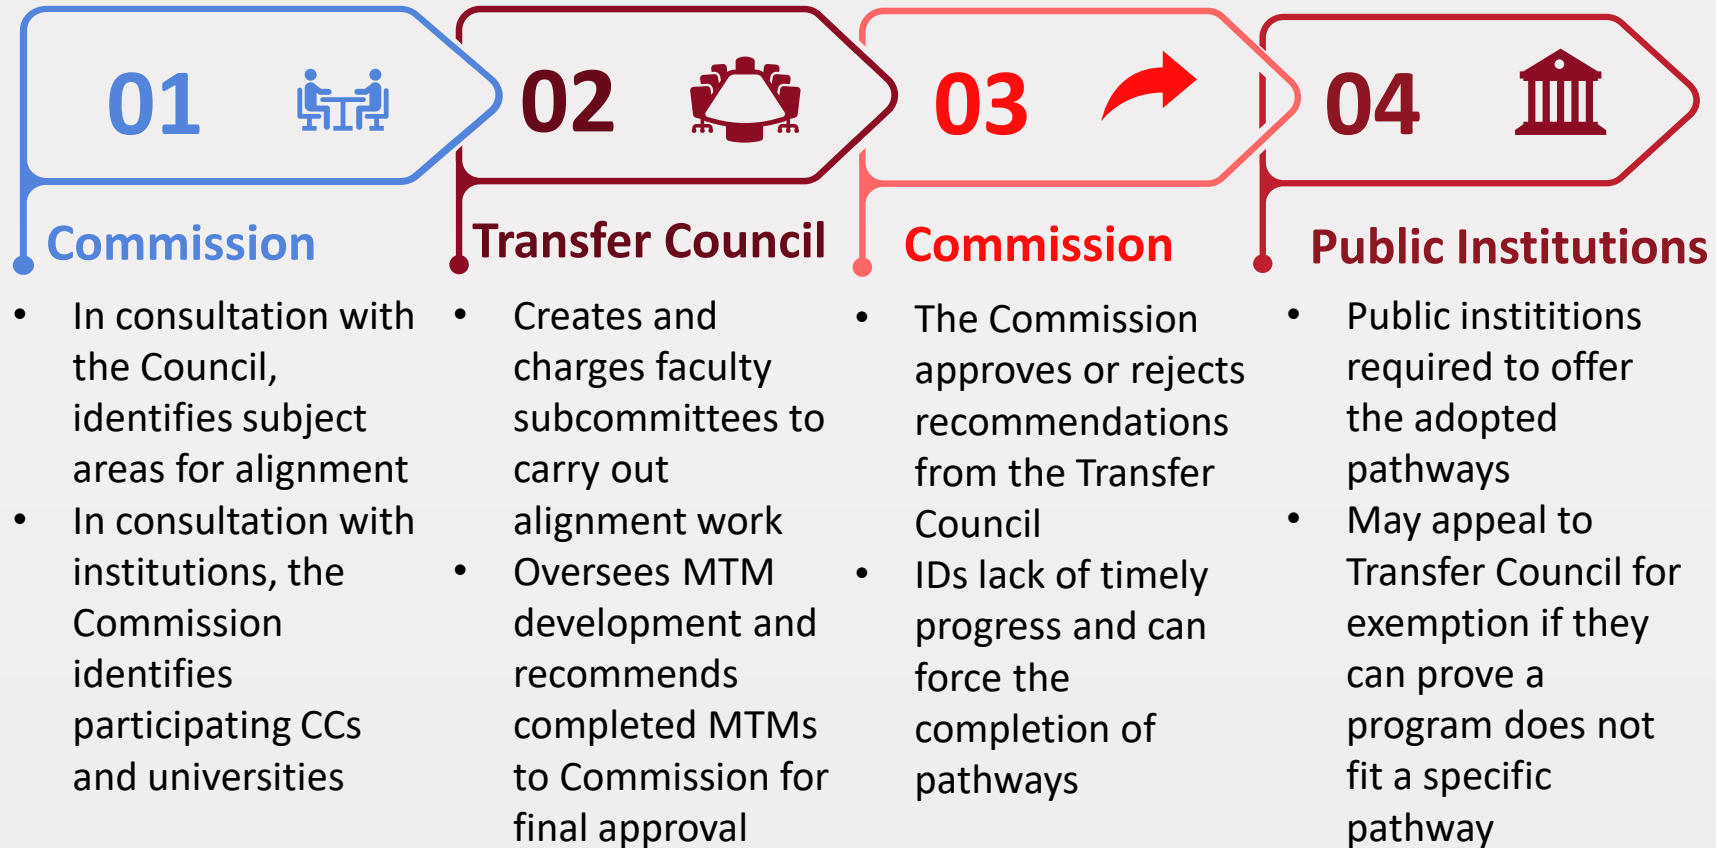 01
Commission
• In consultation with
the Council,
identifies subject
areas for alignment
• In consultation with
institutions, the
Commission
identifies
participating CCs
and universities
02
Transfer Council
• Creates and
charges faculty
subcommittees to
carry out
alignment work
• Oversees MTM
development and
recommends
completed MTMs
to Commission for
final approval
03
Commission
• The Commission
approves or rejects
recommendations
from the Transfer
Council
• IDs lack of timely
progress and can
force the
completion of
pathways
04
Public Institutions
• Public instititions
required to offer
the adopted
pathways
• May appeal to
Transfer Council for
exemption if they
can prove a
program does not
fit a specific
pathway